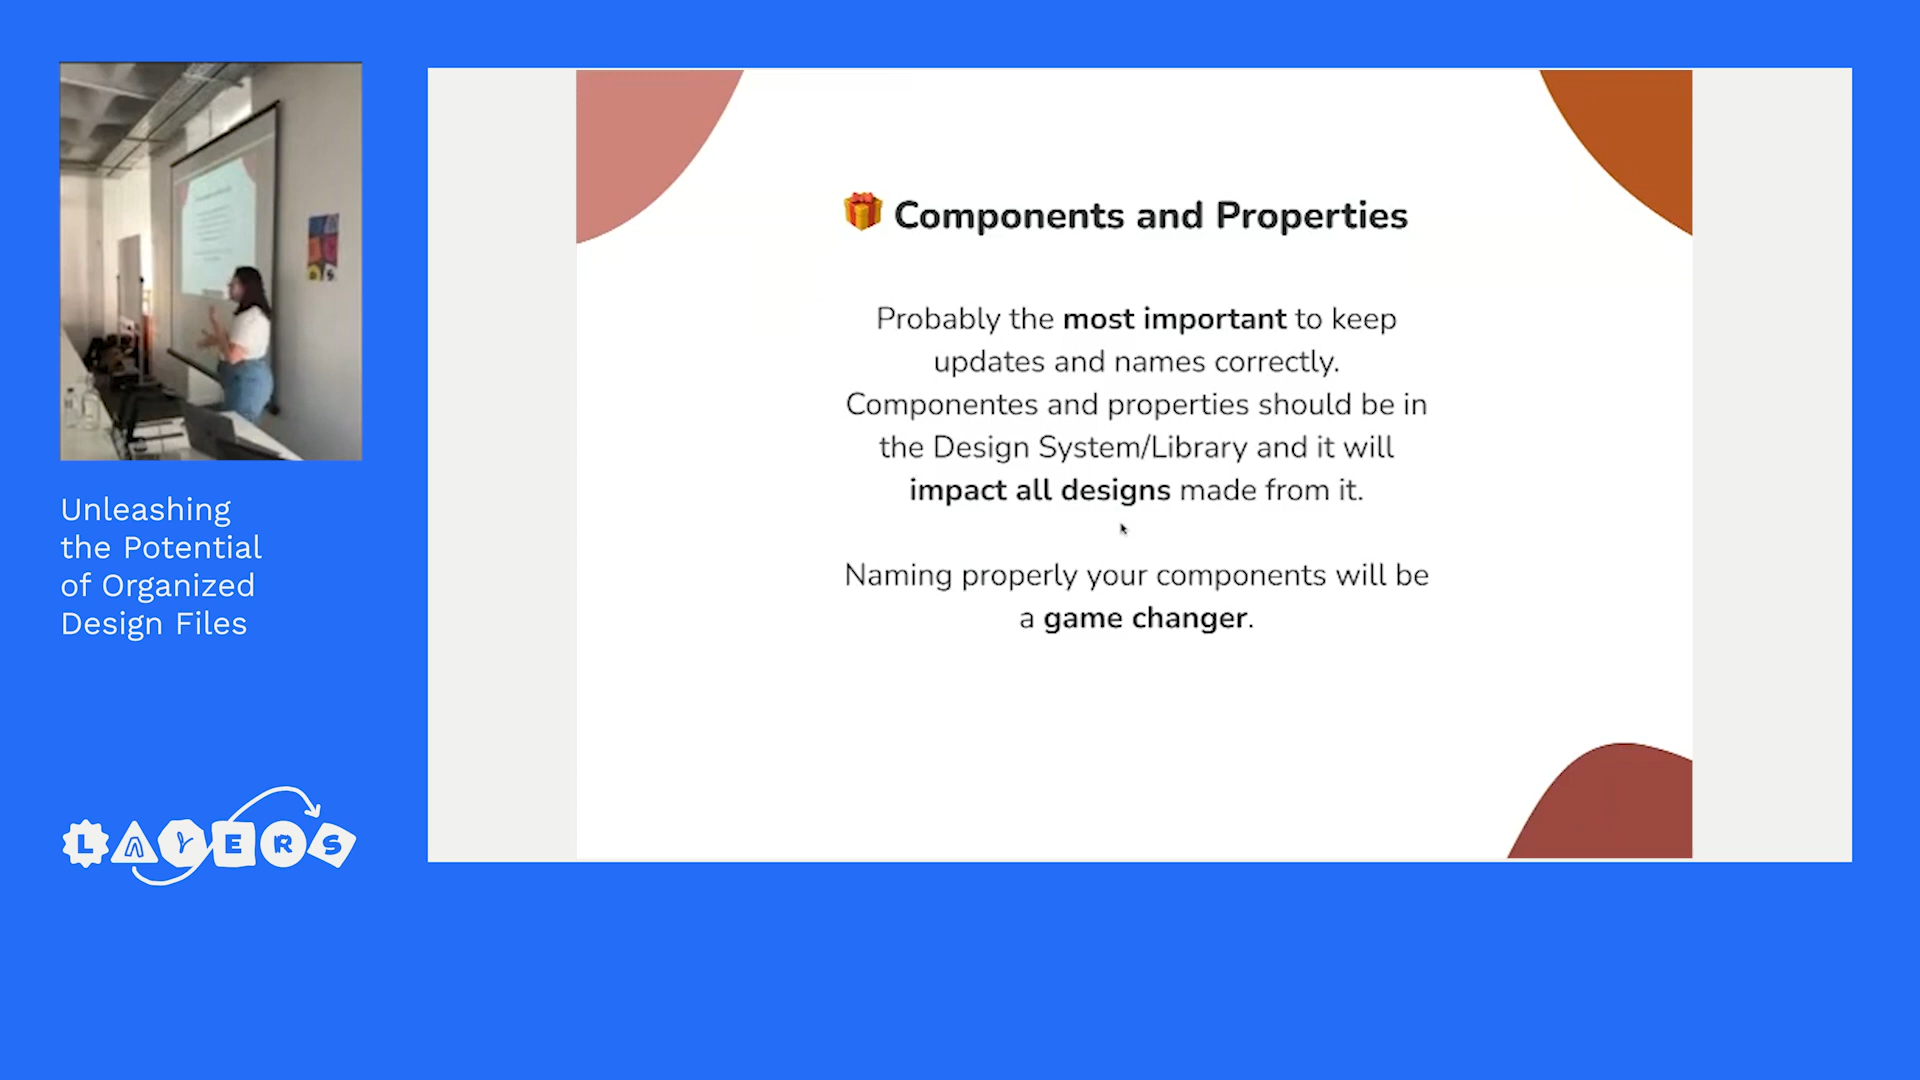 Unleashing
the Potential
of Organized
Design Files
LAYERS
Components and Properties
Probably the most important to keep
updates and names correctly.
Componentes and properties should be in
the Design System/Library and it will
impact all designs made from it.
Naming properly your components will be
a game changer.